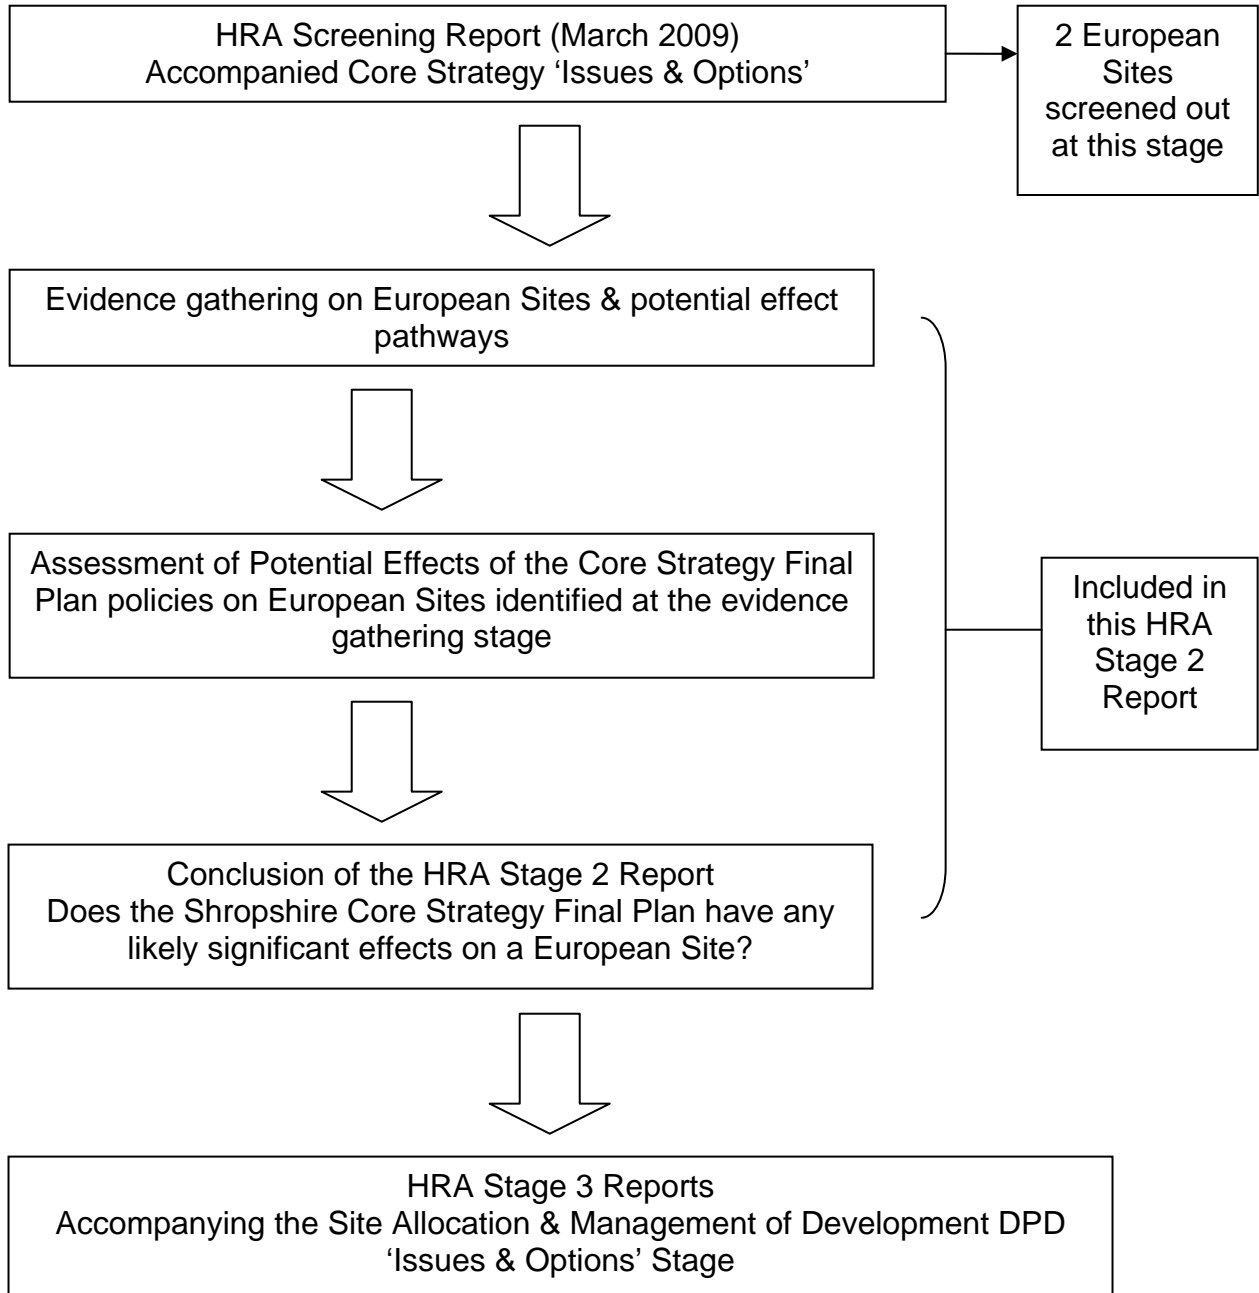 HRA Screening Report (March 2009)
Accompanied Core Strategy ‘Issues & Options’
2 European
Sites
screened out
at this stage
Evidence gathering on European Sites & potential effect
pathways
Assessment of Potential Effects of the Core Strategy Final
Plan policies on European Sites identified at the evidence
gathering stage
Included in
this HRA
Stage 2
Report
Conclusion of the HRA Stage 2 Report
Does the Shropshire Core Strategy Final Plan have any
likely significant effects on a European Site?
HRA Stage 3 Reports
Accompanying the Site Allocation & Management of Development DPD
‘Issues & Options’ Stage